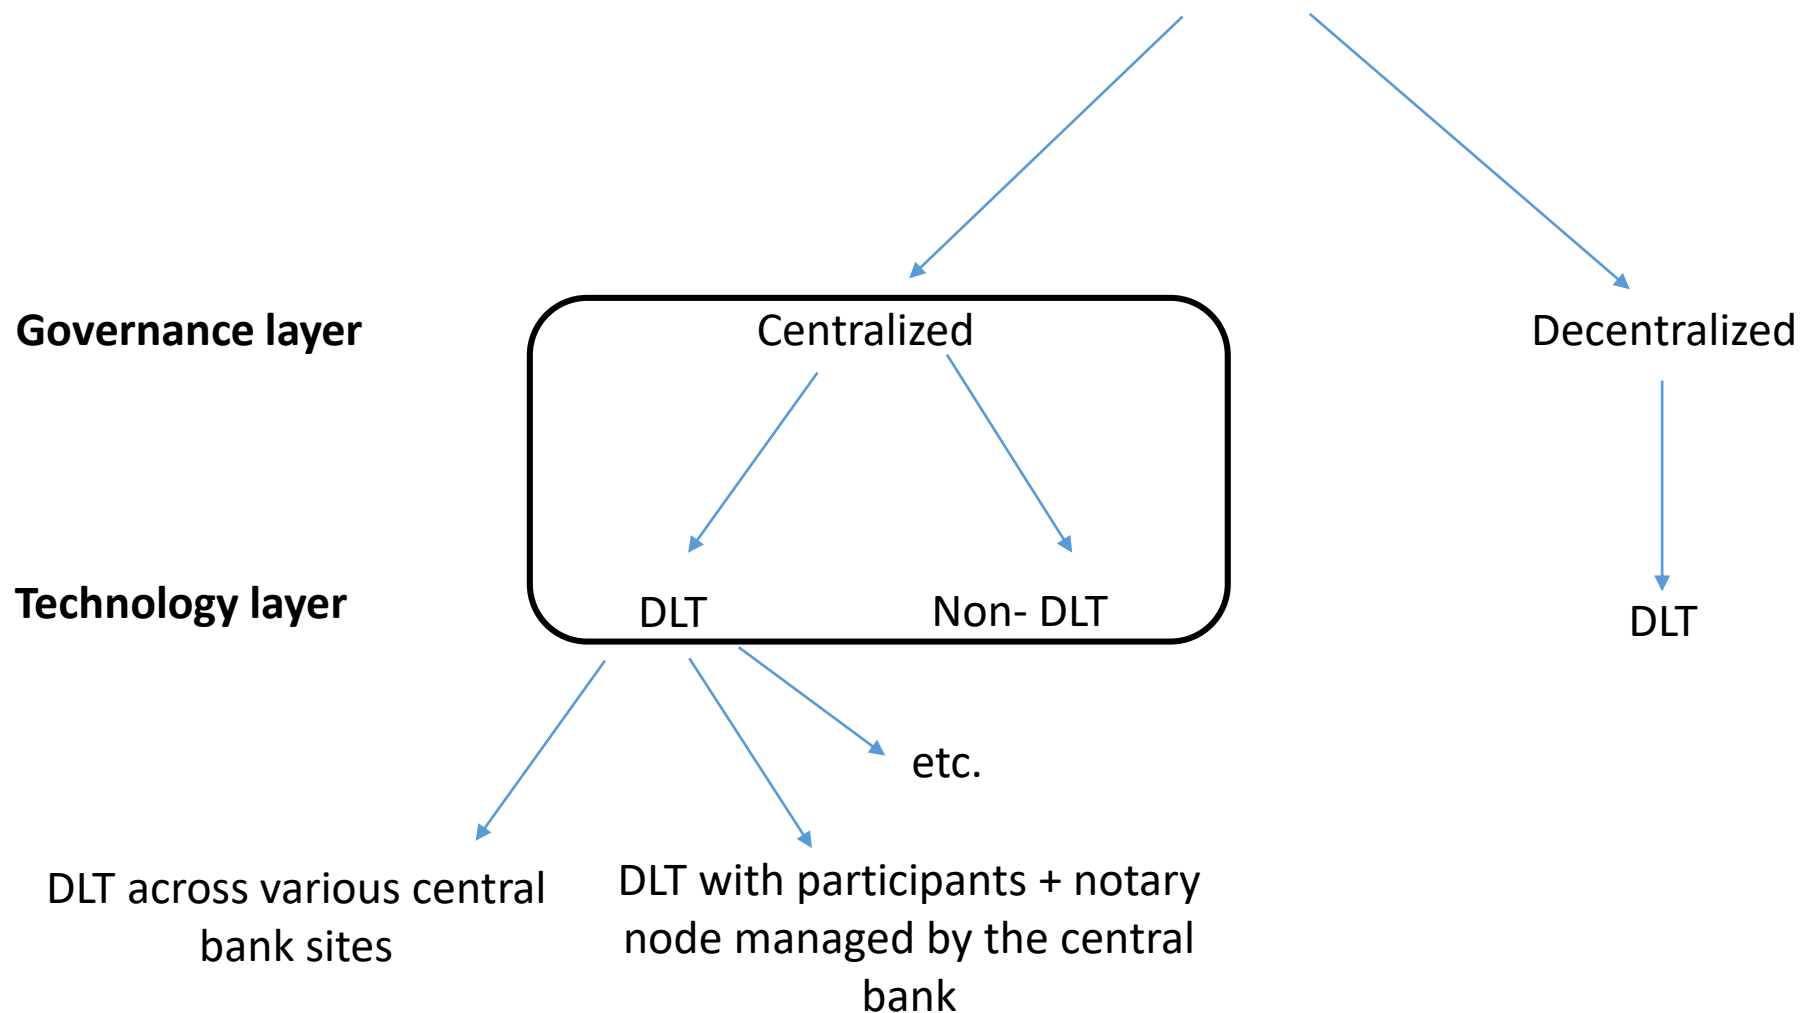 Governance layer
Centralized
Decentralized
Technology layer
DLT
Non- DLT
DLT
etc.
DLT across various central
bank sites
DLT with participants + notary
node managed by the central
bank